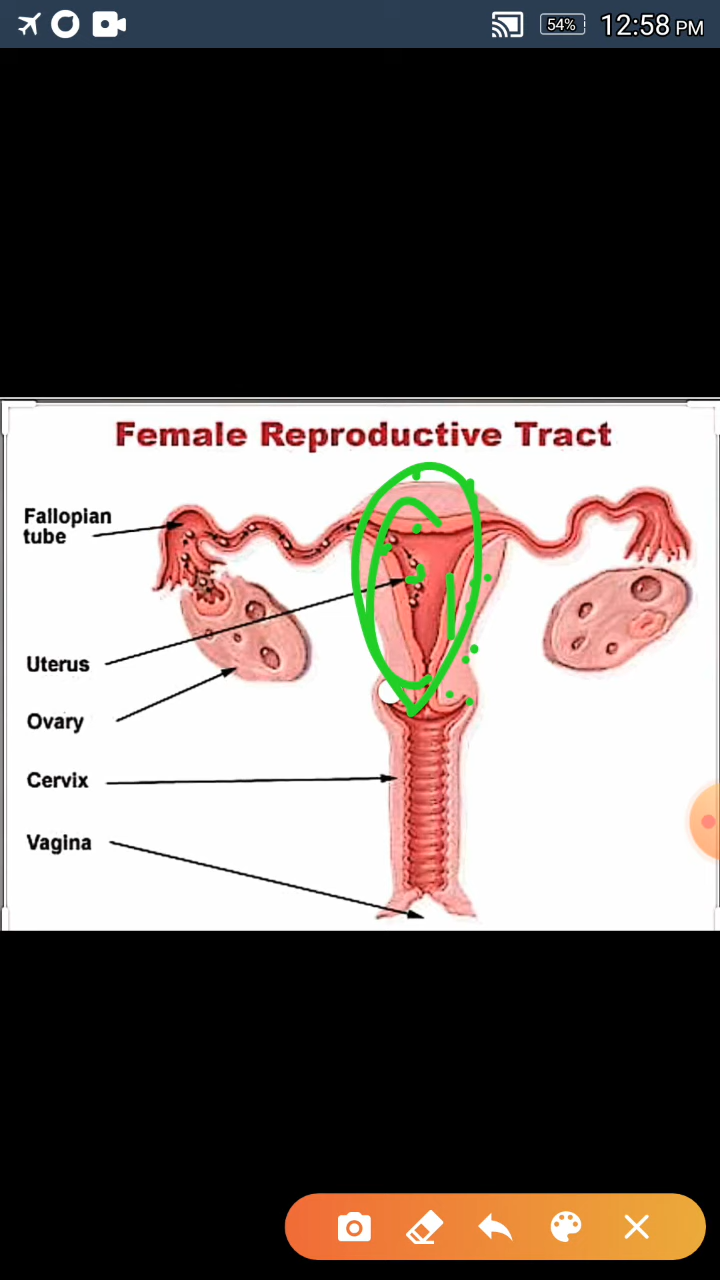 54% 12:58 PM
Female Reproductive Tract
Fallopian
tube
Uterus
Ovary
Cervix
Vagina